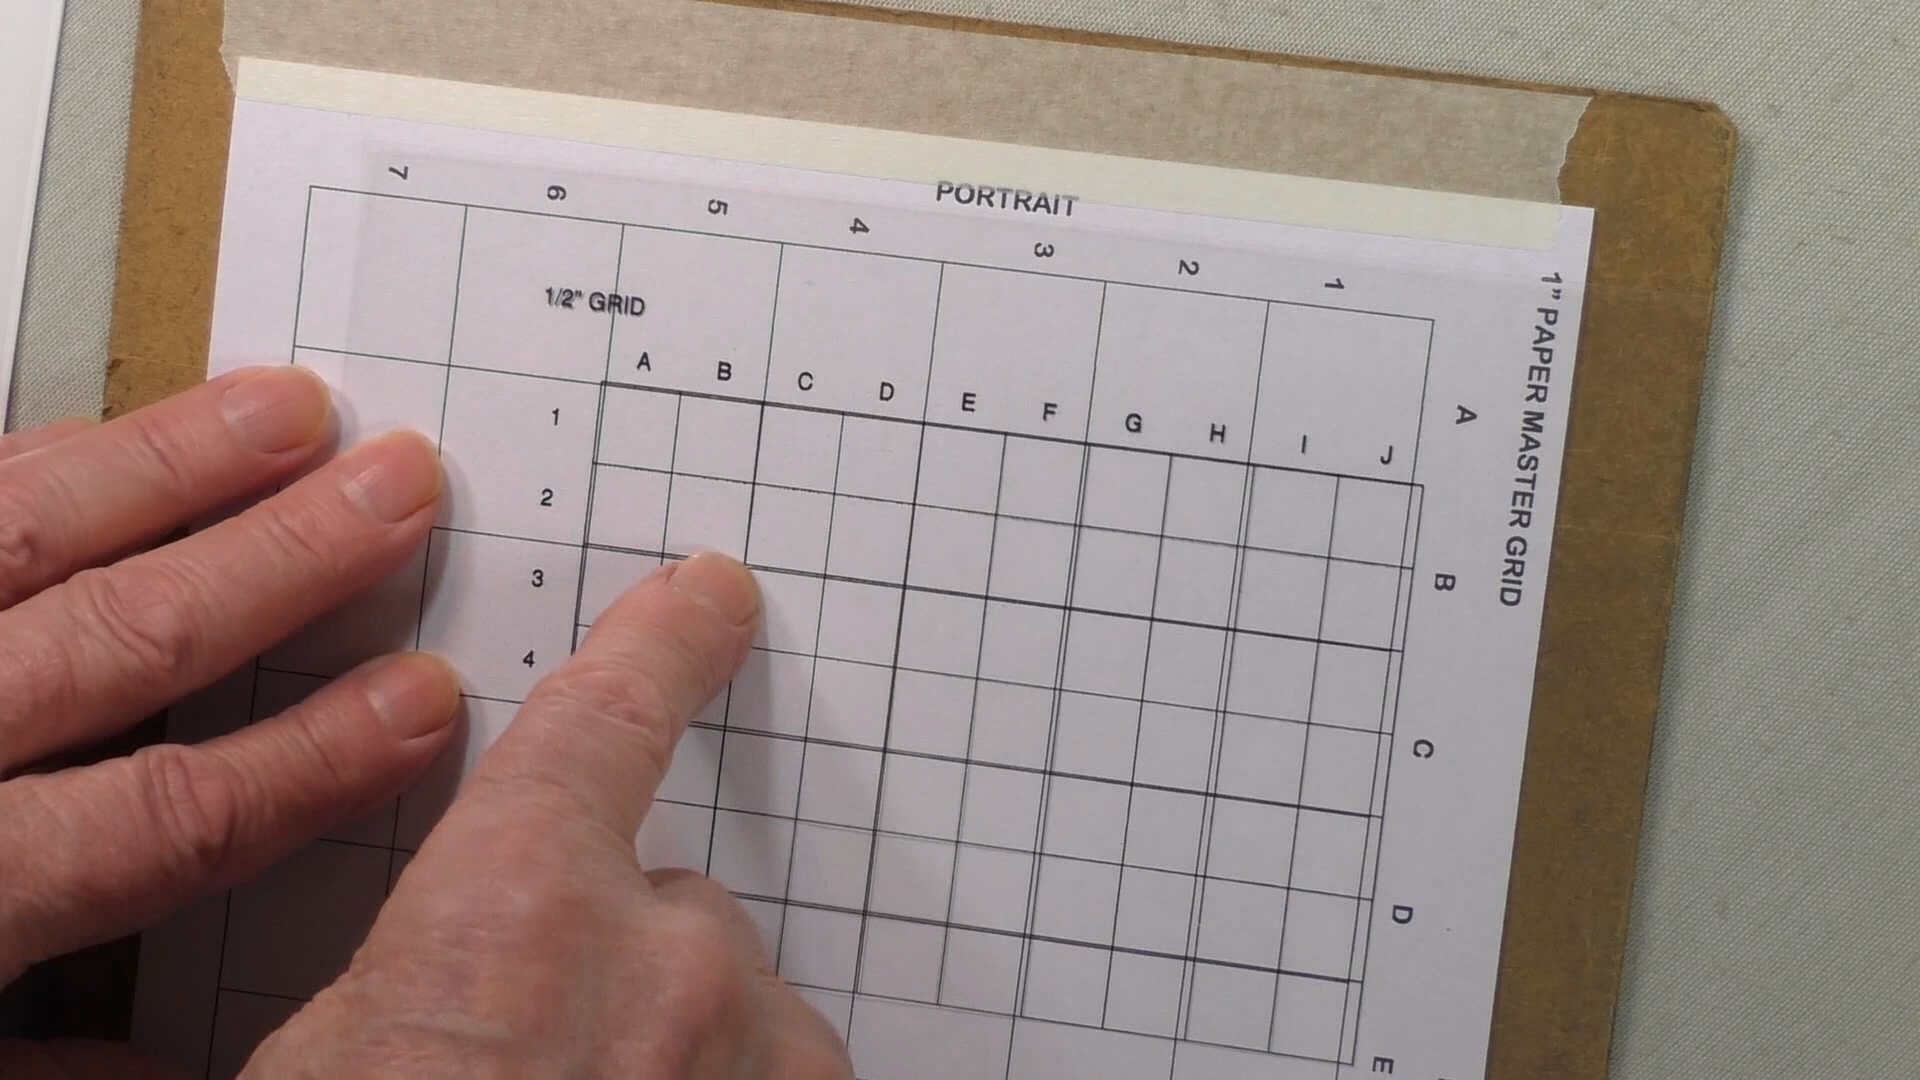 PORTRAIT
7 6 5 4 3 2 1
1" PAPER MASTER GRID
1/2" GRID
A B C D E F G H I J
1
2
3
4
A
B
C
D
E